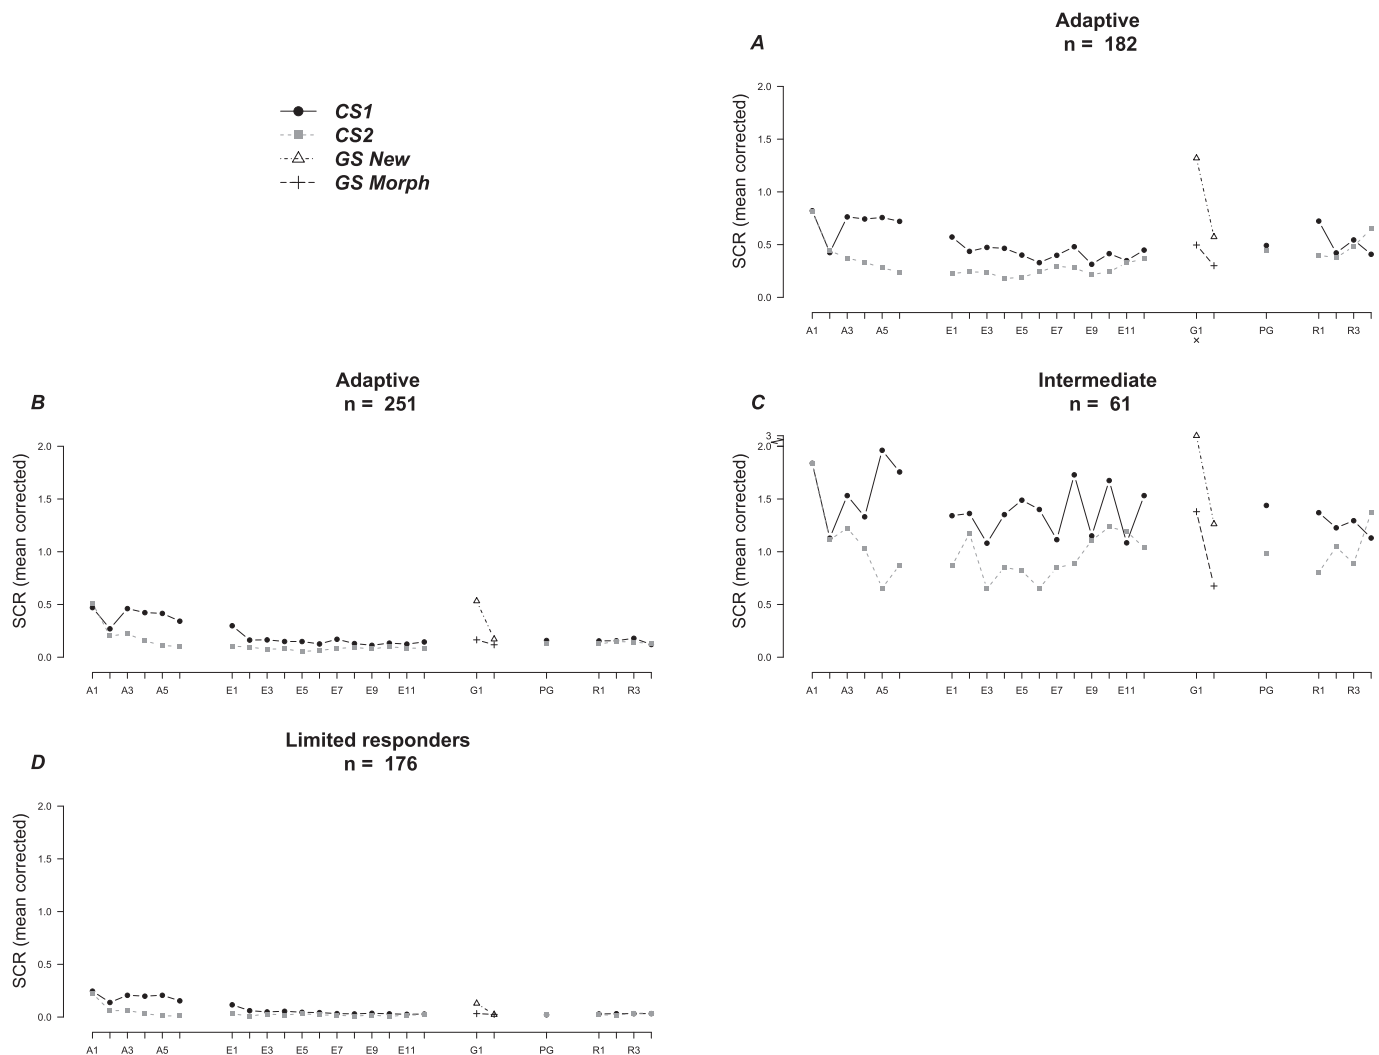 CS1
CS2
GS New
GS Morph
A
Adaptive
n = 182
SCR (mean corrected)
2.0
1.5
1.0
0.5
0.0
A1 A3 A5 E1 E3 E5 E7 E9 E11 G1 PG R1 R3
×
B
Adaptive
n = 251
SCR (mean corrected)
2.0
1.5
1.0
0.5
0.0
A1 A3 A5 E1 E3 E5 E7 E9 E11 G1 PG R1 R3
C
Intermediate
n = 61
SCR (mean corrected)
3
2.0
1.5
1.0
0.5
0.0
A1 A3 A5 E1 E3 E5 E7 E9 E11 G1 PG R1 R3
D
Limited responders
n = 176
SCR (mean corrected)
2.0
1.5
1.0
0.5
0.0
A1 A3 A5 E1 E3 E5 E7 E9 E11 G1 PG R1 R3